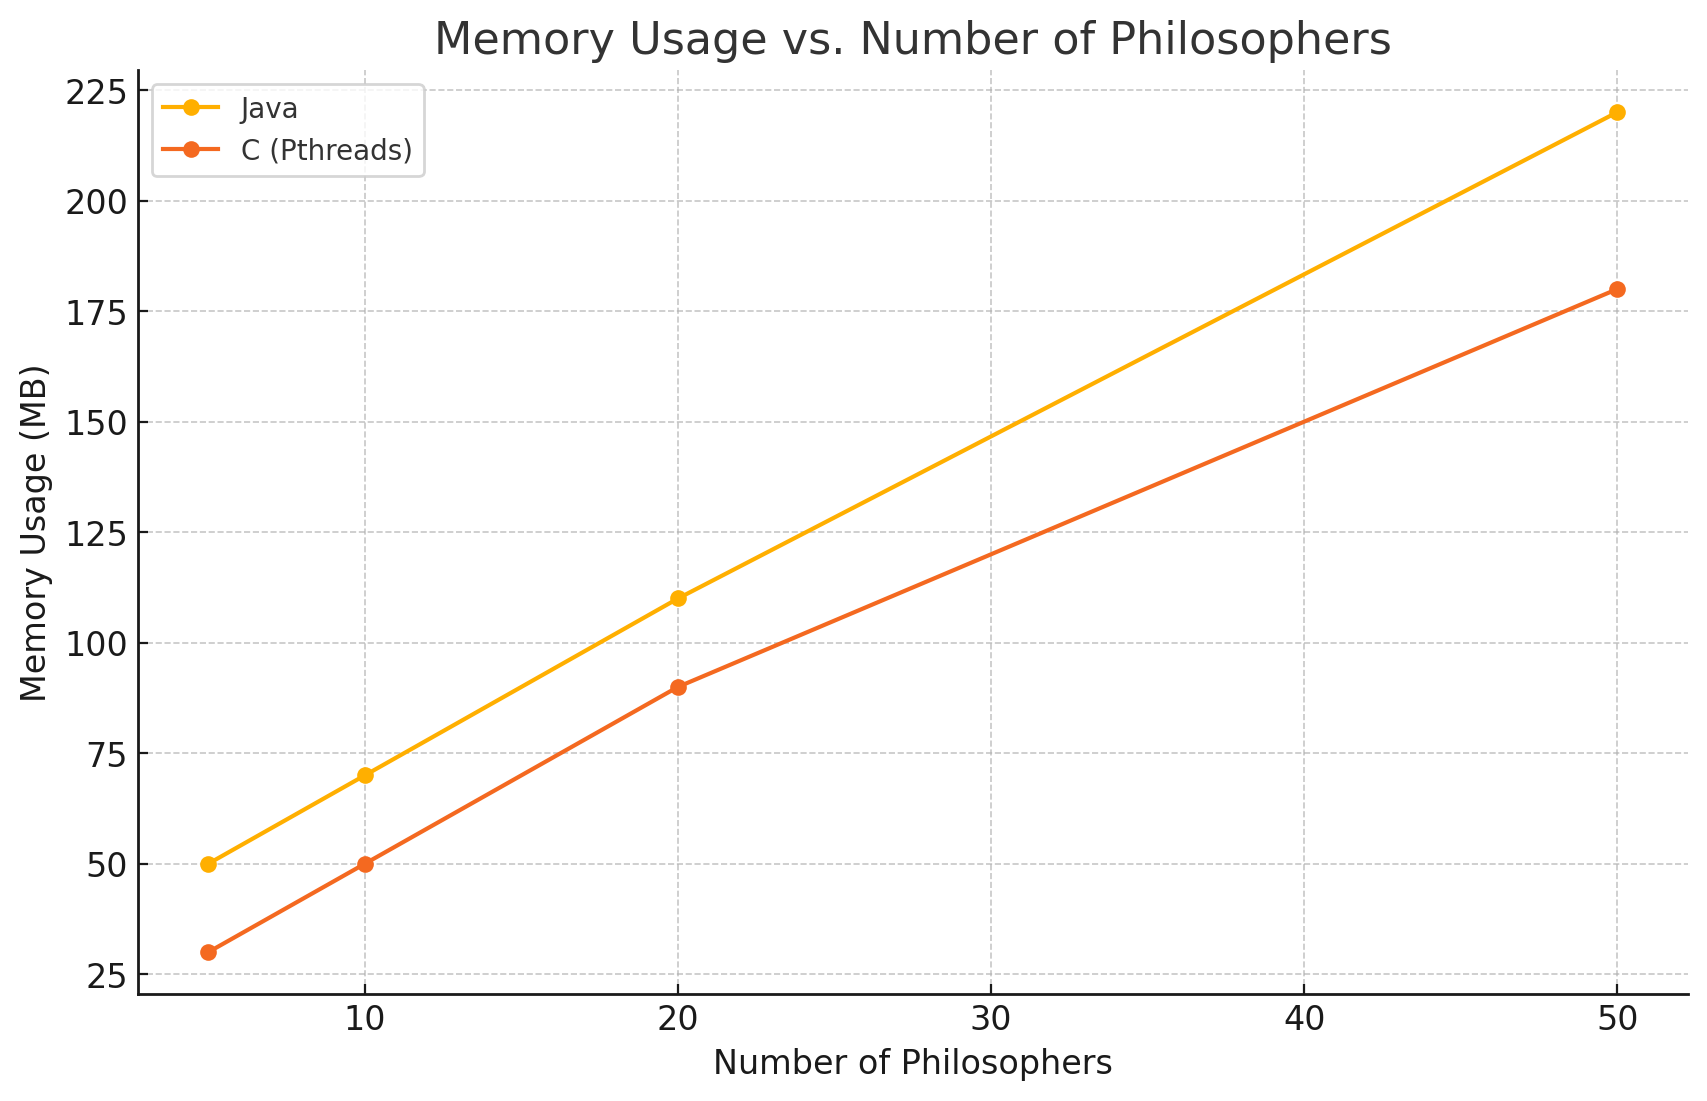 Memory Usage vs. Number of Philosophers
Java
C (Pthreads)
225
200
175
150
125
100
75
50
25
Memory Usage (MB)
10 20 30 40 50
Number of Philosophers